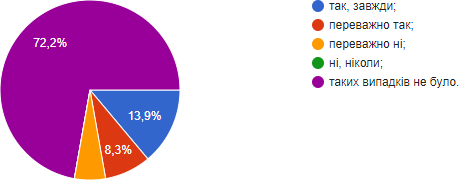 72,2%
13,9%
8,3%
так, завжди;
переважно так;
переважно ні;
ні, ніколи;
таких випадків не було.